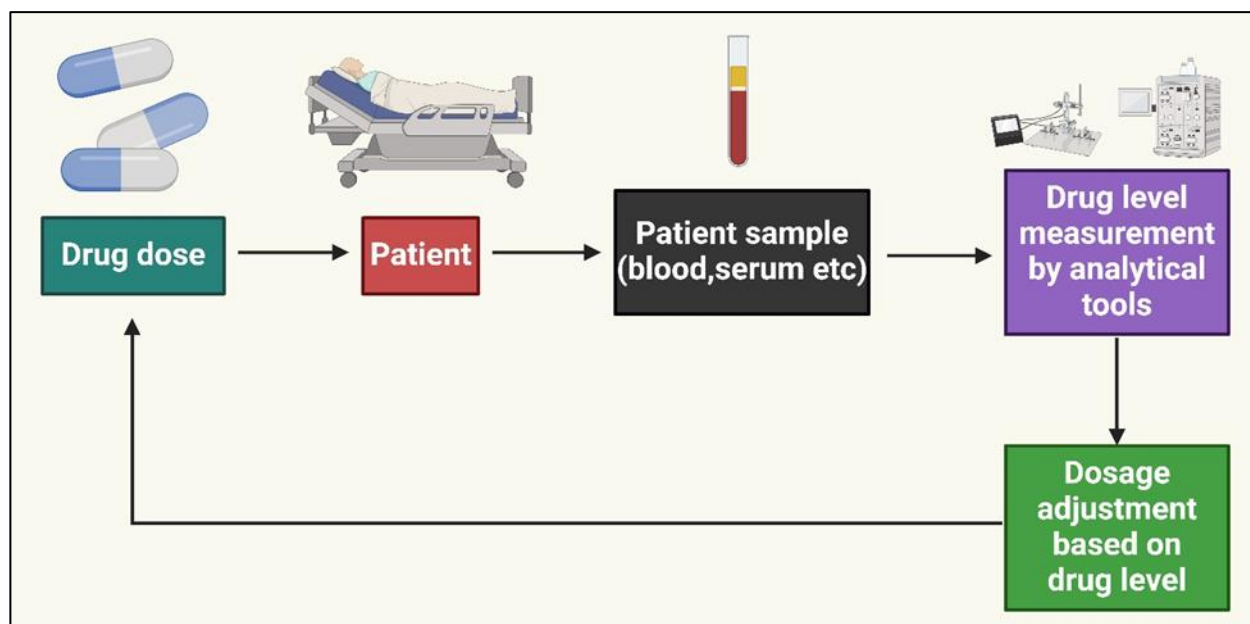 Drug dose
Patient
Patient sample
(blood,serum etc)
Drug level
measurement
by analytical
tools
Dosage
adjustment
based on
drug level